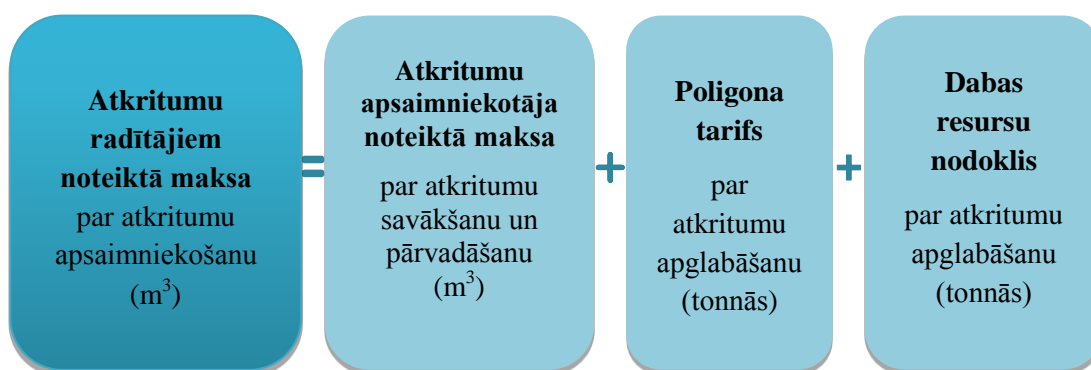 Atkritumu
radītājiem
noteiktā maksa
par atkritumu
apsaimniekošanu
(m³)
=
Atkritumu
apsaimniekotāja
noteiktā maksa
par atkritumu
savākšanu un
pārvadāšanu
(m³)
+
Poligona
tarifs
par
atkritumu
apglabāšanu
(tonnās)
+
Dabas
resursu
nodoklis
par atkritumu
apglabāšanu
(tonnās)